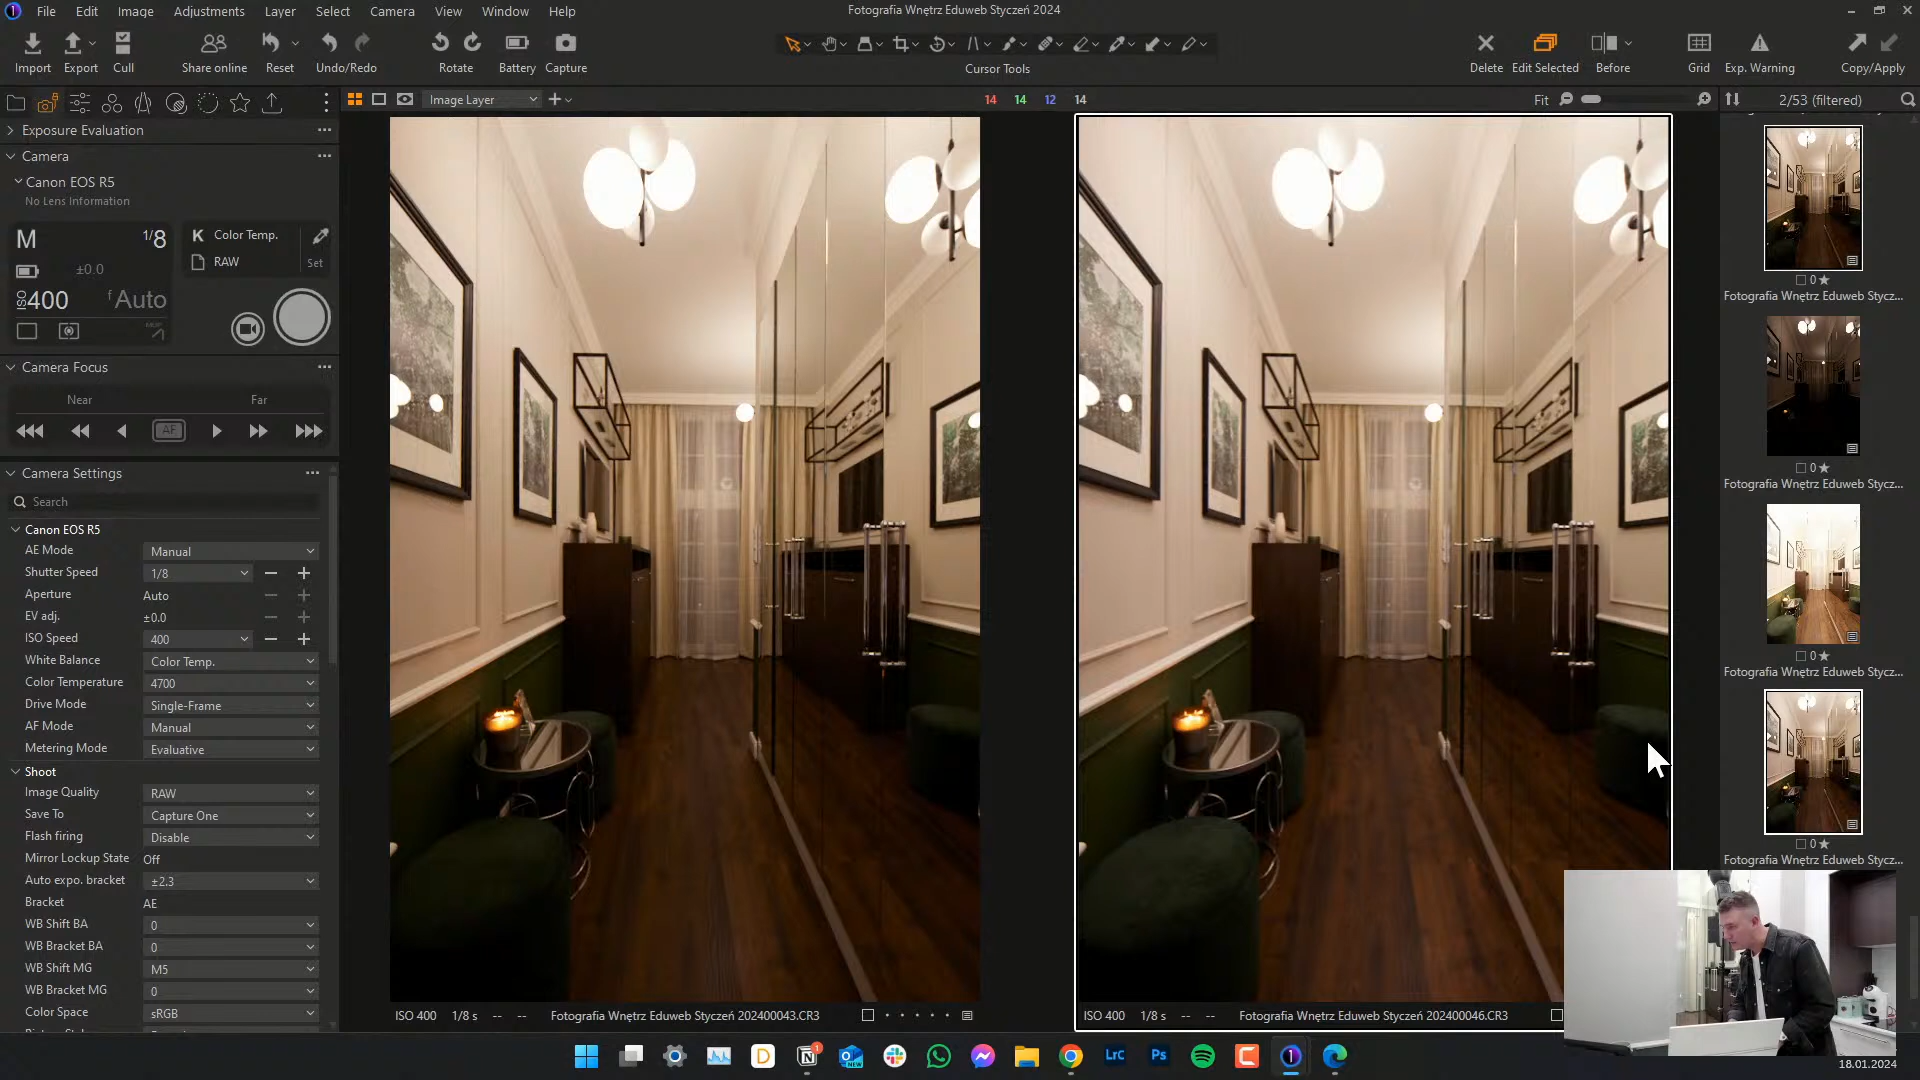 File Edit Image Adjustments Layer Select Camera View Window Help
Fotografia Wnętrz Eduweb Styczeń 2024
Import Export Cull Share online Reset Undo/Redo Rotate Battery Capture
Cursor Tools
Delete Edit Selected Before Grid Exp. Warning Copy/Apply
Image Layer
14 14 12 14
Fit
2/53 (filtered)
Exposure Evaluation
Camera
Canon EOS R5
No Lens Information
M 1/8
K Color Temp.
RAW
Set
±0.0
ISO 400 f Auto
Camera Focus
Near Far
AF
Camera Settings
Search
Canon EOS R5
AE Mode Manual
Shutter Speed 1/8
Aperture Auto
EV adj. ±0.0
ISO Speed 400
White Balance Color Temp.
Color Temperature 4700
Drive Mode Single-Frame
AF Mode Manual
Metering Mode Evaluative
Shoot
Image Quality RAW
Save To Capture One
Flash firing Disable
Mirror Lockup State Off
Auto expo. bracket ±2.3
Bracket AE
WB Shift BA 0
WB Bracket BA 0
WB Shift MG M5
WB Bracket MG 0
Color Space sRGB
ISO 400 1/8 s -- -- Fotografia Wnętrz Eduweb Styczeń 202400043.CR3
ISO 400 1/8 s -- -- Fotografia Wnętrz Eduweb Styczeń 202400046.CR3
0
Fotografia Wnętrz Eduweb Stycz...
0
Fotografia Wnętrz Eduweb Stycz...
0
Fotografia Wnętrz Eduweb Stycz...
0
Fotografia Wnętrz Eduweb Stycz...
D
1
NEW
LrC
Ps
C
1
18.01.2024